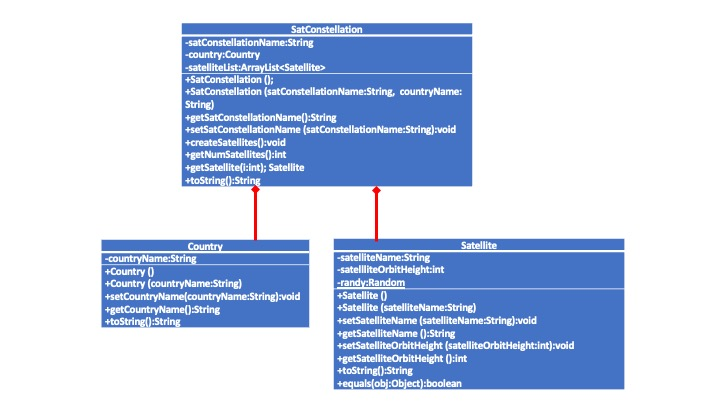 SatConstellation
-satConstellationName:String
-country:Country
-satelliteList:ArrayList<Satellite>
+SatConstellation ();
+SatConstellation (satConstellationName:String, countryName:
String)
+getSatConstellationName():String
+setSatConstellationName (satConstellationName:String):void
+createSatellites():void
+getNumSatellites():int
+getSatellite(i:int); Satellite
+toString():String
Country
-countryName:String
+Country ()
+Country (countryName:String)
+setCountryName(countryName:String):void
+getCountryName():String
+toString():String
Satellite
-satelliteName:String
-satellliteOrbitHeight:int
-randy:Random
+Satellite ()
+Satellite (satelliteName:String)
+setSatelliteName (satelliteName:String):void
+getSatelliteName ():String
+setSatelliteOrbitHeight (satelliteOrbitHeight:int):void
+getSatelliteOrbitHeight ():int
+toString():String
+equals(obj:Object):boolean